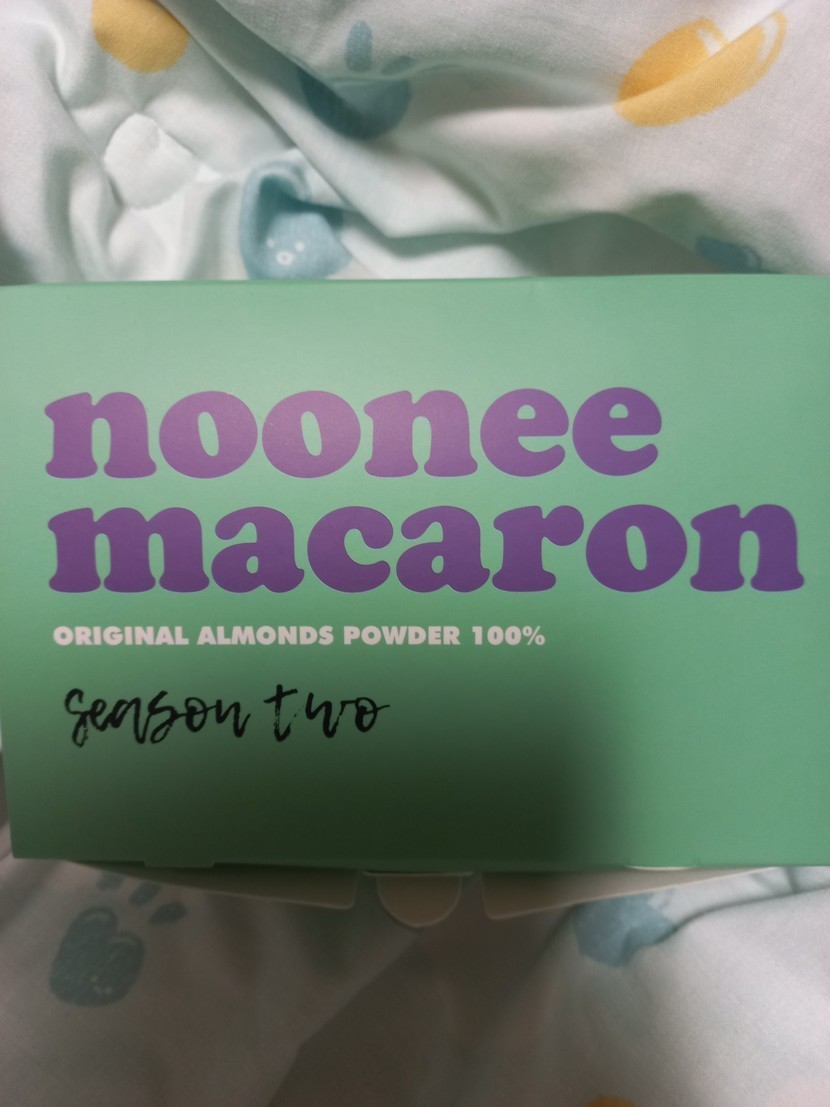 noonee
macaron
ORIGINAL ALMONDS POWDER 100%
season two